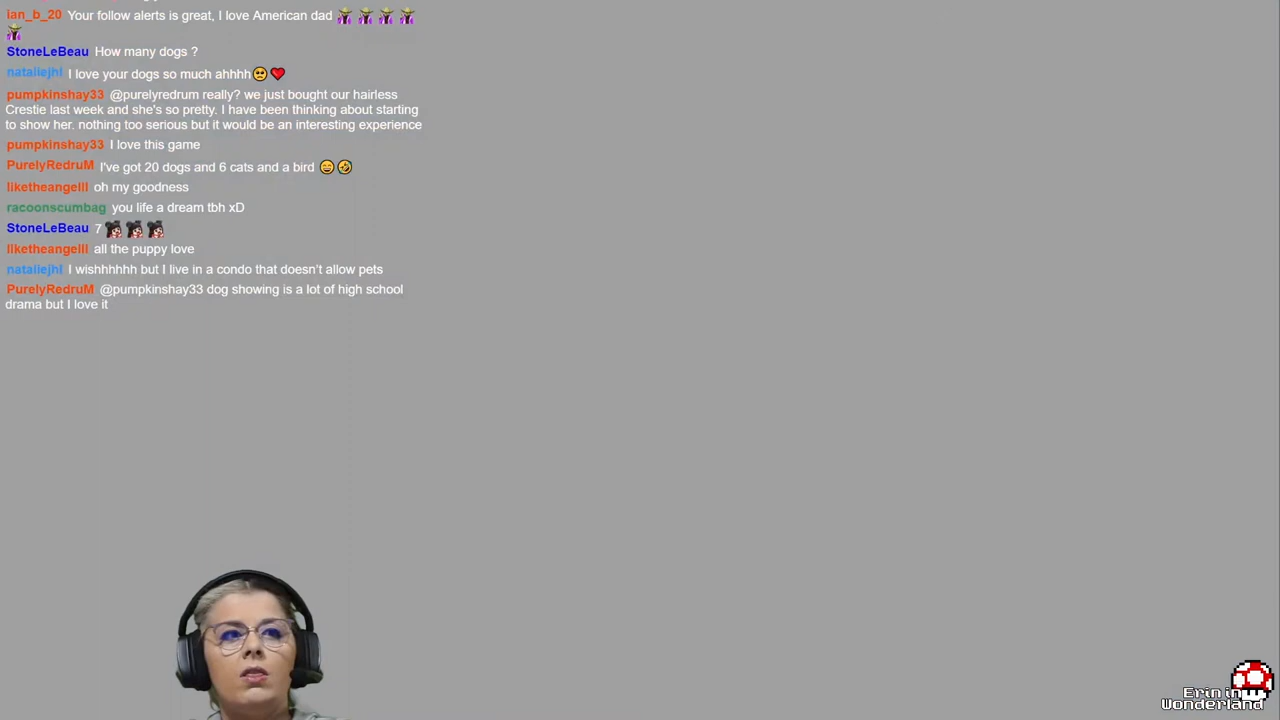 ian_b_20 Your follow alerts is great, I love American dad
StoneLeBeau How many dogs ?
nataliejhl I love your dogs so much ahhhh🥺❤️
pumpkinshay33 @purelyredrum really? we just bought our hairless
Crestie last week and she's so pretty. I have been thinking about starting
to show her. nothing too serious but it would be an interesting experience
pumpkinshay33 I love this game
PurelyRedruM I've got 20 dogs and 6 cats and a bird 😄🤣
liketheangelll oh my goodness
racoonscumbag you life a dream tbh xD
StoneLeBeau 7
liketheangelll all the puppy love
nataliejhl I wishhhhhh but I live in a condo that doesn't allow pets
PurelyRedruM @pumpkinshay33 dog showing is a lot of high school
drama but I love it
Erin in
Wonderland